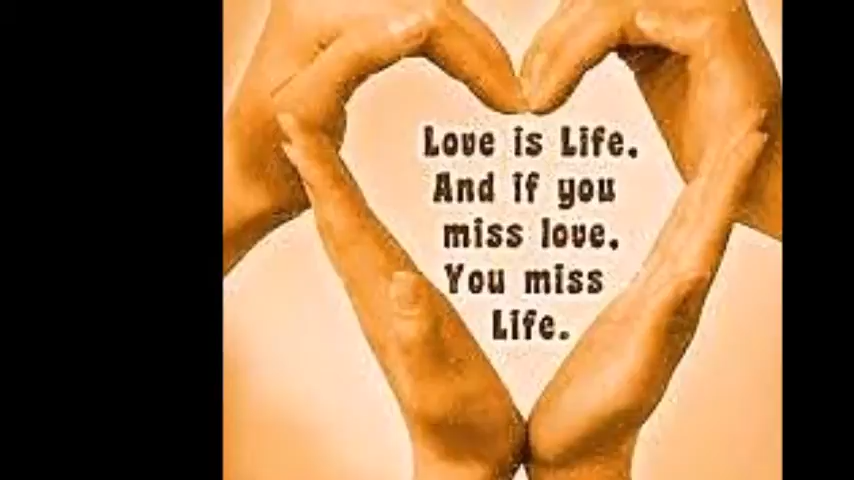 Love is Life.
And if you
miss love.
You miss
Life.